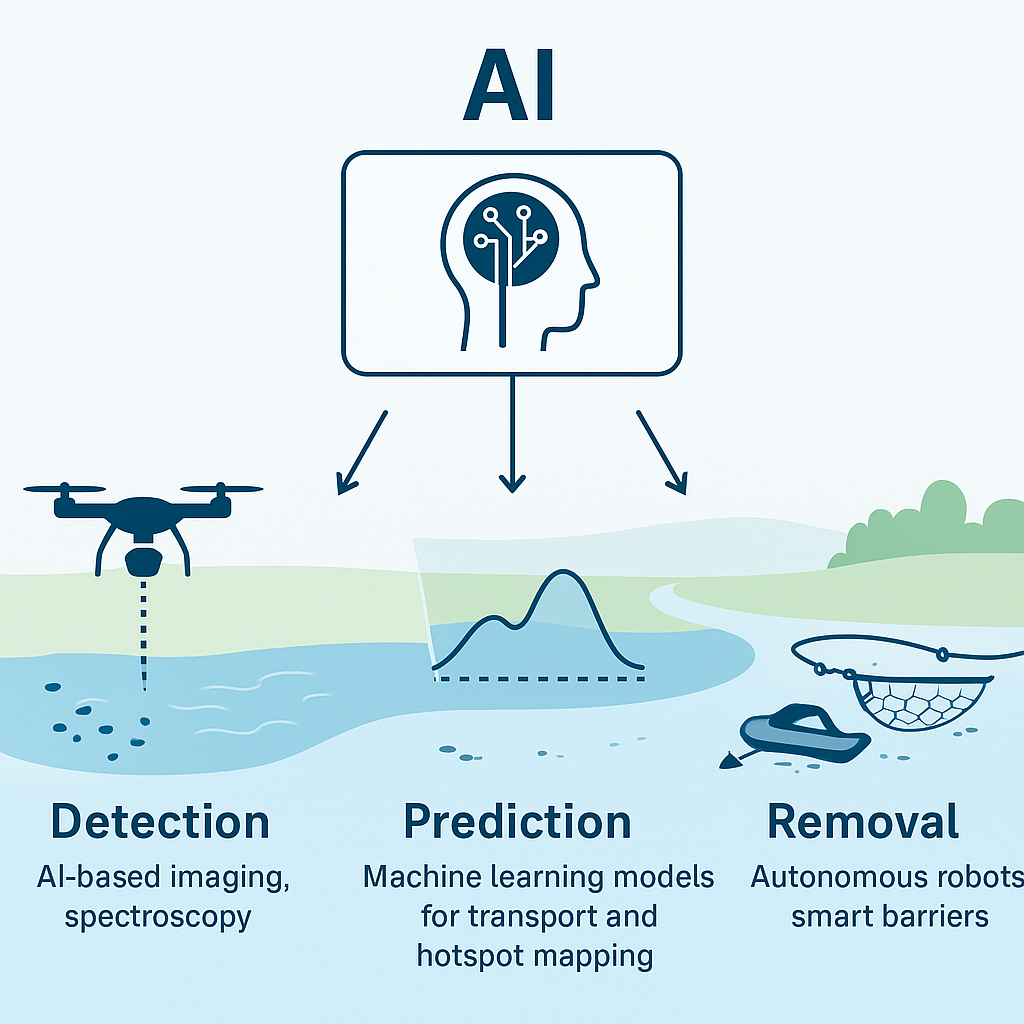 AI
Detection
AI-based imaging,
spectroscopy
Prediction
Machine learning models
for transport and
hotspot mapping
Removal
Autonomous robots
smart barriers